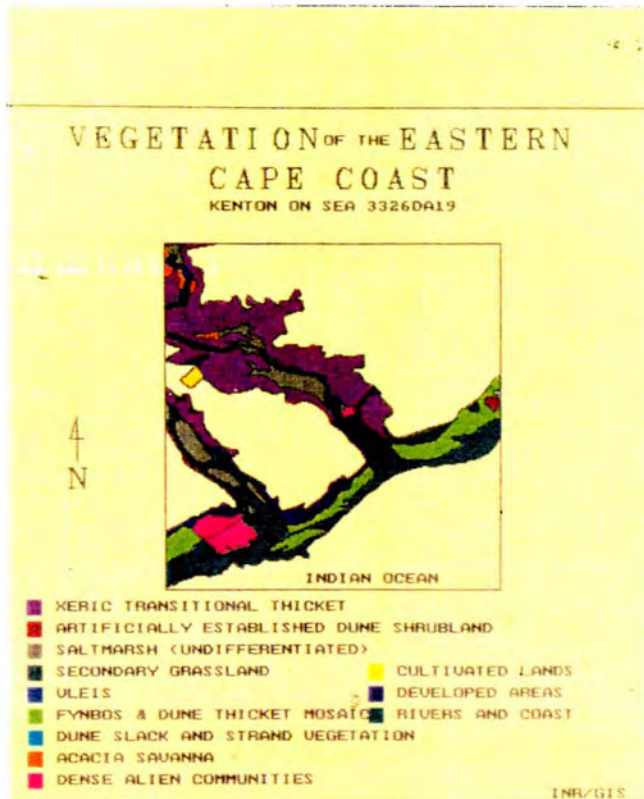 VEGETATION OF THE EASTERN
CAPE COAST
KENTON ON SEA 3326DA19
N
INDIAN OCEAN
XERIC TRANSITIONAL THICKET
ARTIFICIALLY ESTABLISHED DUNE SHRUBLAND
SALTMARSH (UNDIFFERENTIATED)
SECONDARY GRASSLAND
CULTIVATED LANDS
VLEIS
DEVELOPED AREAS
FYNBOS & DUNE THICKET MOSAIC
RIVERS AND COAST
DUNE SLACK AND STRAND VEGETATION
ACACIA SAVANNA
DENSE ALIEN COMMUNITIES
INR/GIS